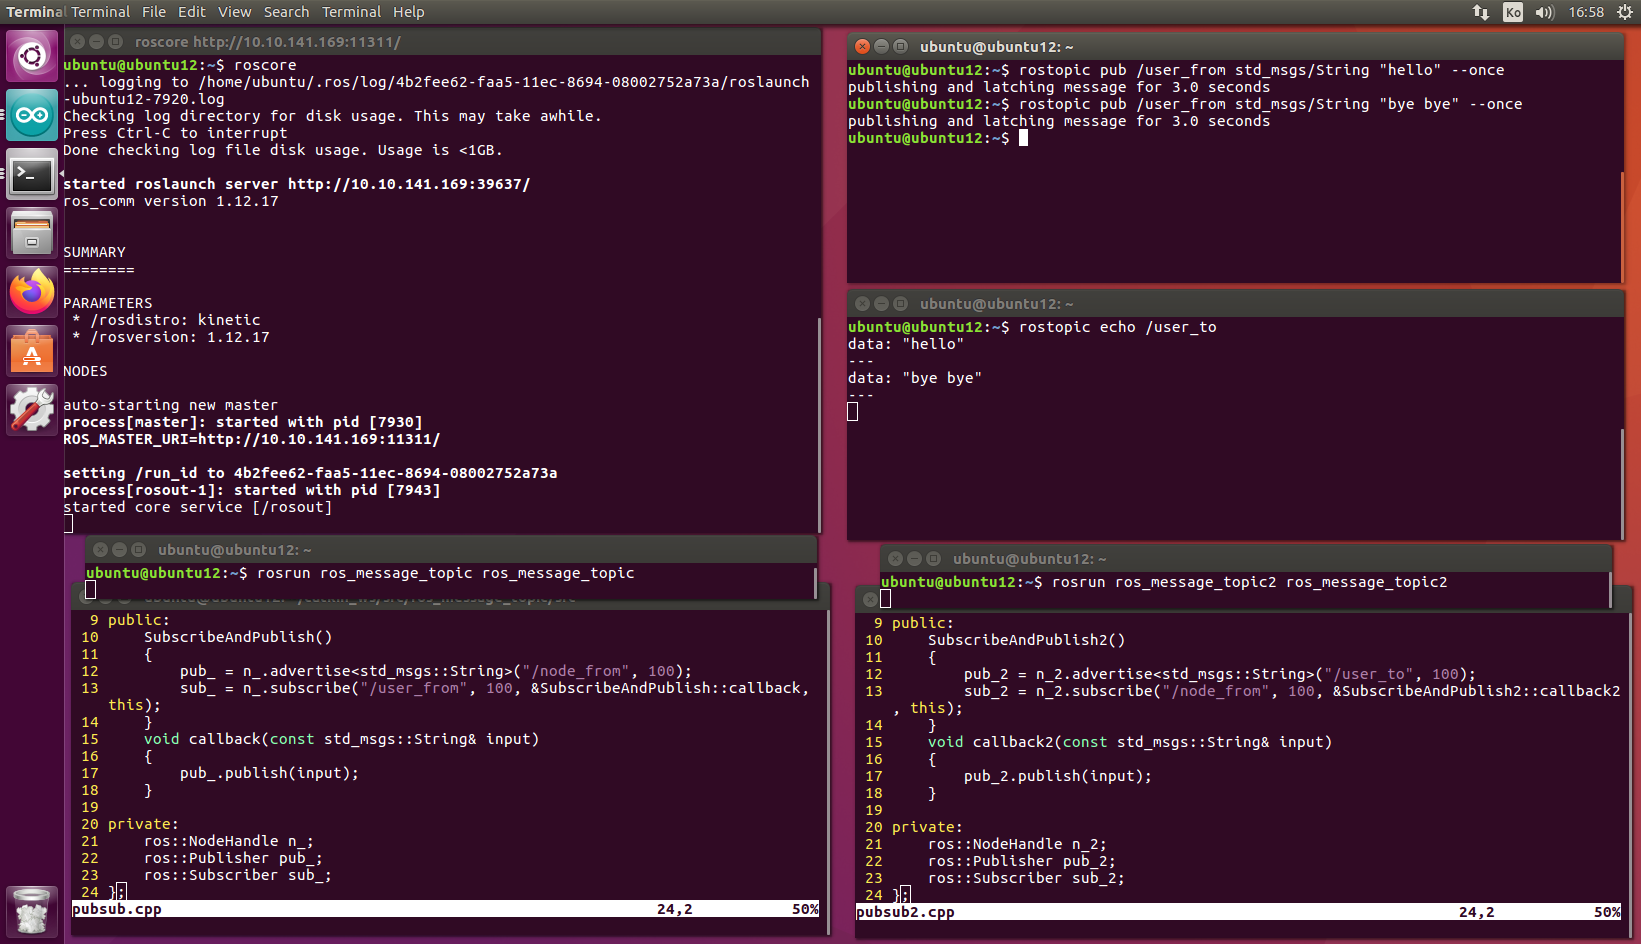 Terminal Terminal File Edit View Search Terminal Help
Ko 16:58
roscore http://10.10.141.169:11311/
ubuntu@ubuntu12:~$ roscore
... logging to /home/ubuntu/.ros/log/4b2fee62-faa5-11ec-8694-08002752a73a/roslaunch
-ubuntu12-7920.log
Checking log directory for disk usage. This may take awhile.
Press Ctrl-C to interrupt
Done checking log file disk usage. Usage is <1GB.
started roslaunch server http://10.10.141.169:39637/
ros_comm version 1.12.17
SUMMARY
========
PARAMETERS
* /rosdistro: kinetic
* /rosversion: 1.12.17
NODES
auto-starting new master
process[master]: started with pid [7930]
ROS_MASTER_URI=http://10.10.141.169:11311/
setting /run_id to 4b2fee62-faa5-11ec-8694-08002752a73a
process[rosout-1]: started with pid [7943]
started core service [/rosout]
ubuntu@ubuntu12: ~
ubuntu@ubuntu12:~$ rostopic pub /user_from std_msgs/String "hello" --once
publishing and latching message for 3.0 seconds
ubuntu@ubuntu12:~$ rostopic pub /user_from std_msgs/String "bye bye" --once
publishing and latching message for 3.0 seconds
ubuntu@ubuntu12:~$
ubuntu@ubuntu12: ~
ubuntu@ubuntu12:~$ rostopic echo /user_to
data: "hello"
---
data: "bye bye"
---
ubuntu@ubuntu12: ~
ubuntu@ubuntu12:~$ rosrun ros_message_topic ros_message_topic
9 public:
10 SubscribeAndPublish()
11 {
12 pub_ = n_.advertise<std_msgs::String>("/node_from", 100);
13 sub_ = n_.subscribe("/user_from", 100, &SubscribeAndPublish::callback,
this);
14 }
15 void callback(const std_msgs::String& input)
16 {
17 pub_.publish(input);
18 }
19
20 private:
21 ros::NodeHandle n_;
22 ros::Publisher pub_;
23 ros::Subscriber sub_;
24 };
pubsub.cpp 24,2 50%
ubuntu@ubuntu12: ~
ubuntu@ubuntu12:~$ rosrun ros_message_topic2 ros_message_topic2
9 public:
10 SubscribeAndPublish2()
11 {
12 pub_2 = n_2.advertise<std_msgs::String>("/user_to", 100);
13 sub_2 = n_2.subscribe("/node_from", 100, &SubscribeAndPublish2::callback2
, this);
14 }
15 void callback2(const std_msgs::String& input)
16 {
17 pub_2.publish(input);
18 }
19
20 private:
21 ros::NodeHandle n_2;
22 ros::Publisher pub_2;
23 ros::Subscriber sub_2;
24 };
pubsub2.cpp 24,2 50%